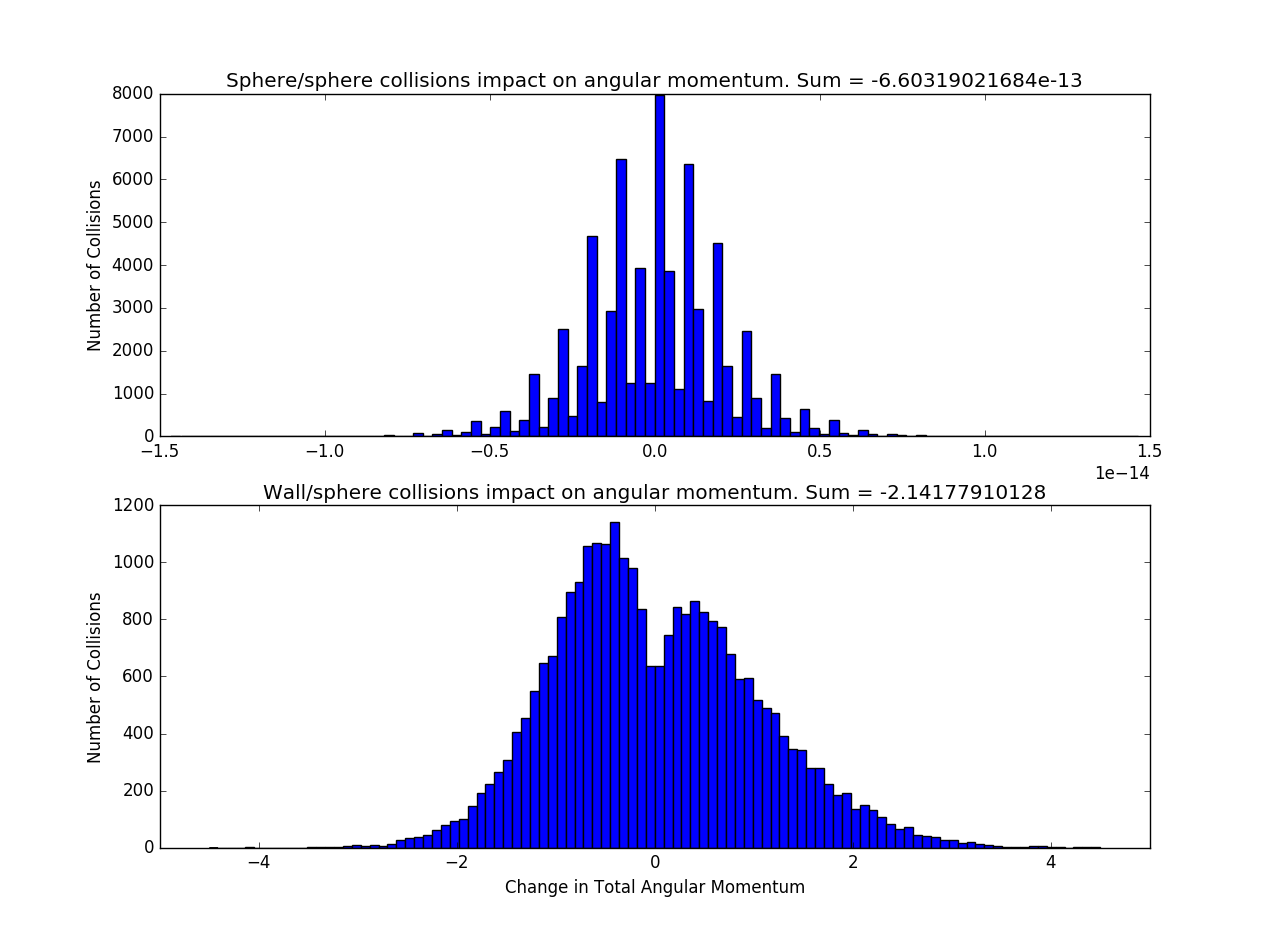 Sphere/sphere collisions impact on angular momentum. Sum = -6.60319021684e-13
8000
7000
6000
5000
4000
3000
2000
1000
0
Number of Collisions
−1.5 −1.0 −0.5 0.0 0.5 1.0 1.5
1e−14
Wall/sphere collisions impact on angular momentum. Sum = -2.14177910128
1200
1000
800
600
400
200
0
Number of Collisions
−4 −2 0 2 4
Change in Total Angular Momentum